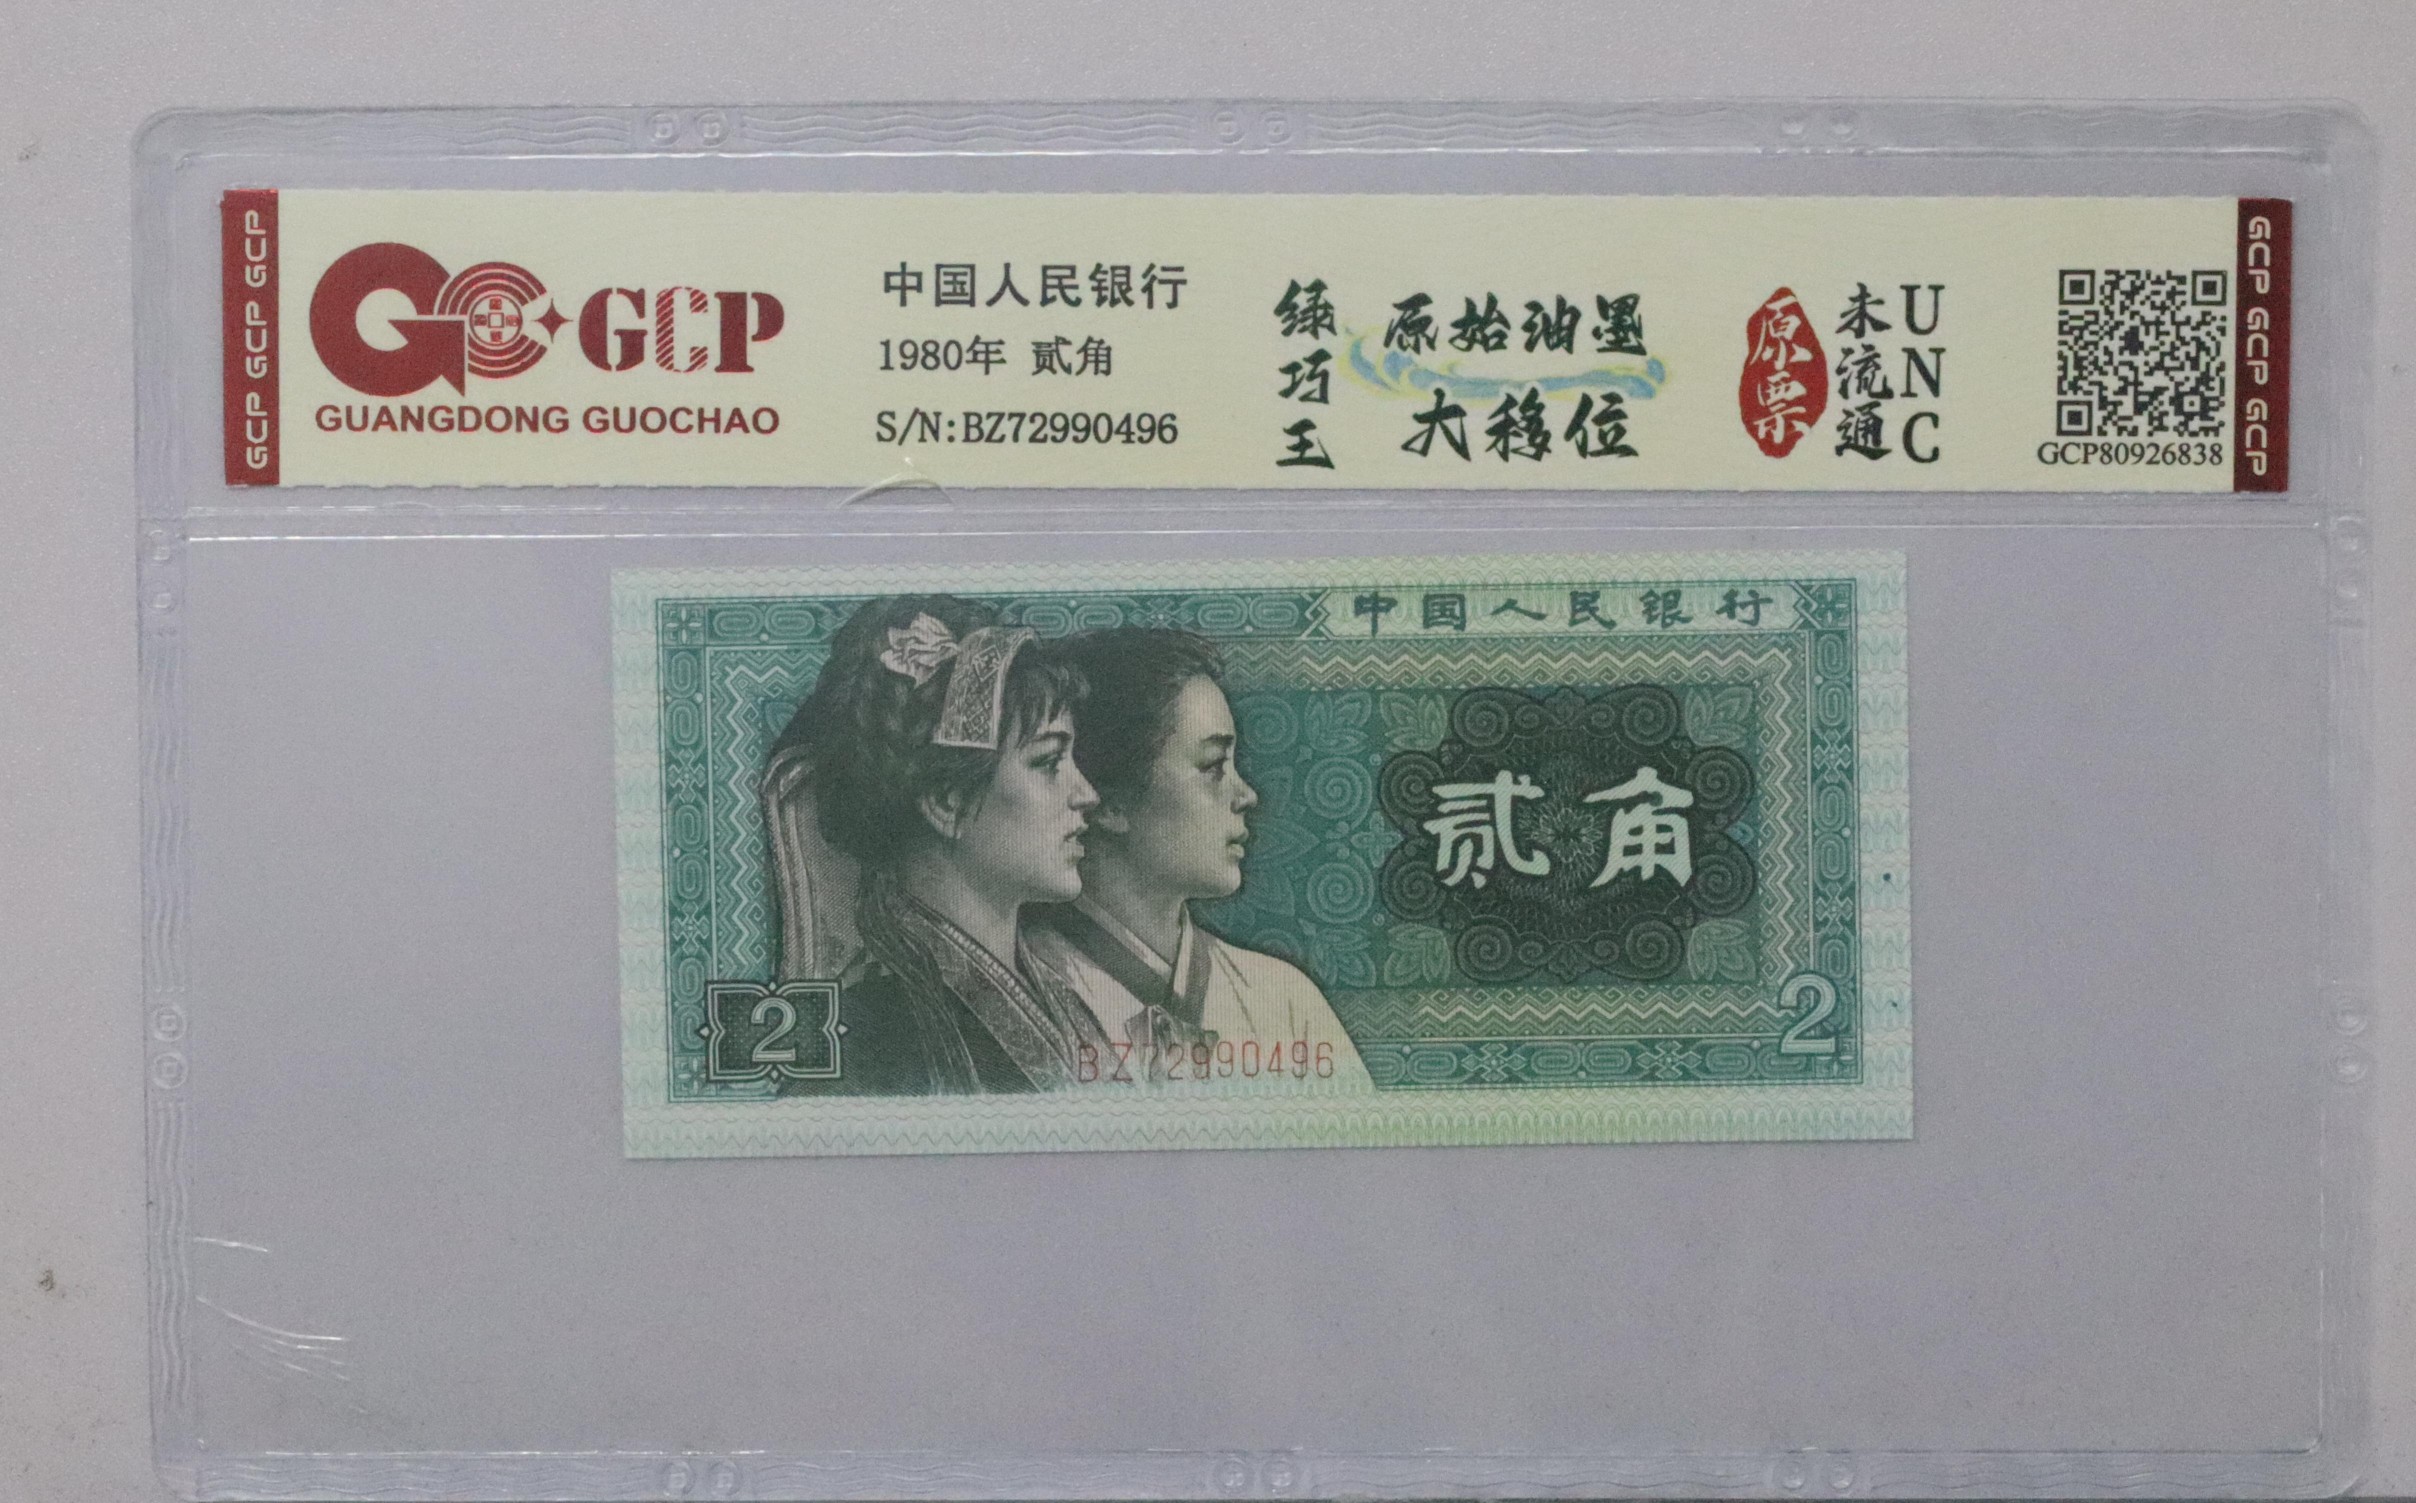 GCP GCP GCP
GCP
GUANGDONG GUOCHAO
中国人民银行
1980年 贰角
S/N:BZ72990496
绿巧王
原始油墨
大移位
原票
未流通
UNC
GCP80926838
GCP GCP GCP
中国人民银行
贰角
2
2
BZ72990496